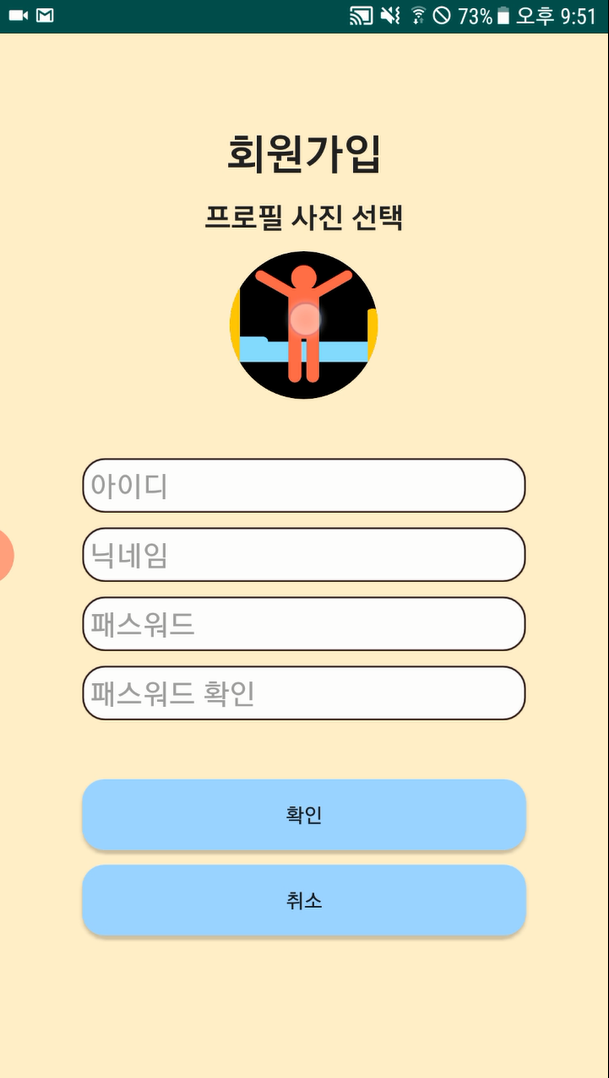 73% 오후 9:51
회원가입
프로필 사진 선택
아이디
닉네임
패스워드
패스워드 확인
확인
취소